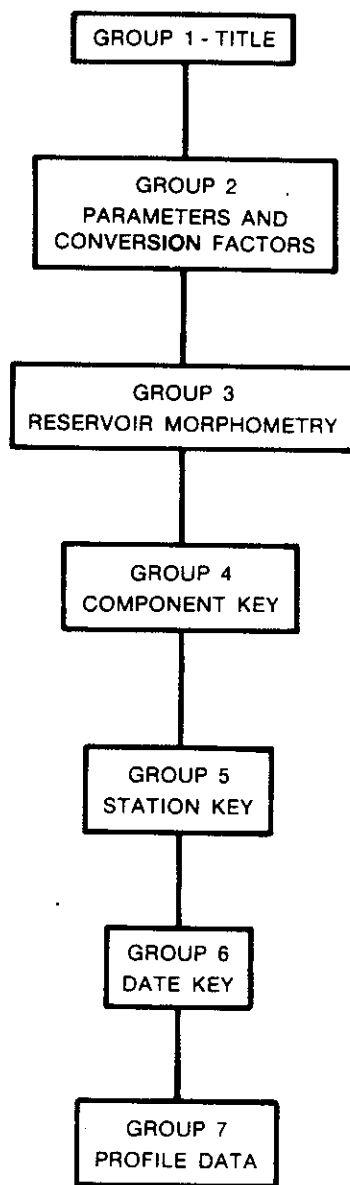 GROUP 1 - TITLE
GROUP 2
PARAMETERS AND
CONVERSION FACTORS
GROUP 3
RESERVOIR MORPHOMETRY
GROUP 4
COMPONENT KEY
GROUP 5
STATION KEY
GROUP 6
DATE KEY
GROUP 7
PROFILE DATA